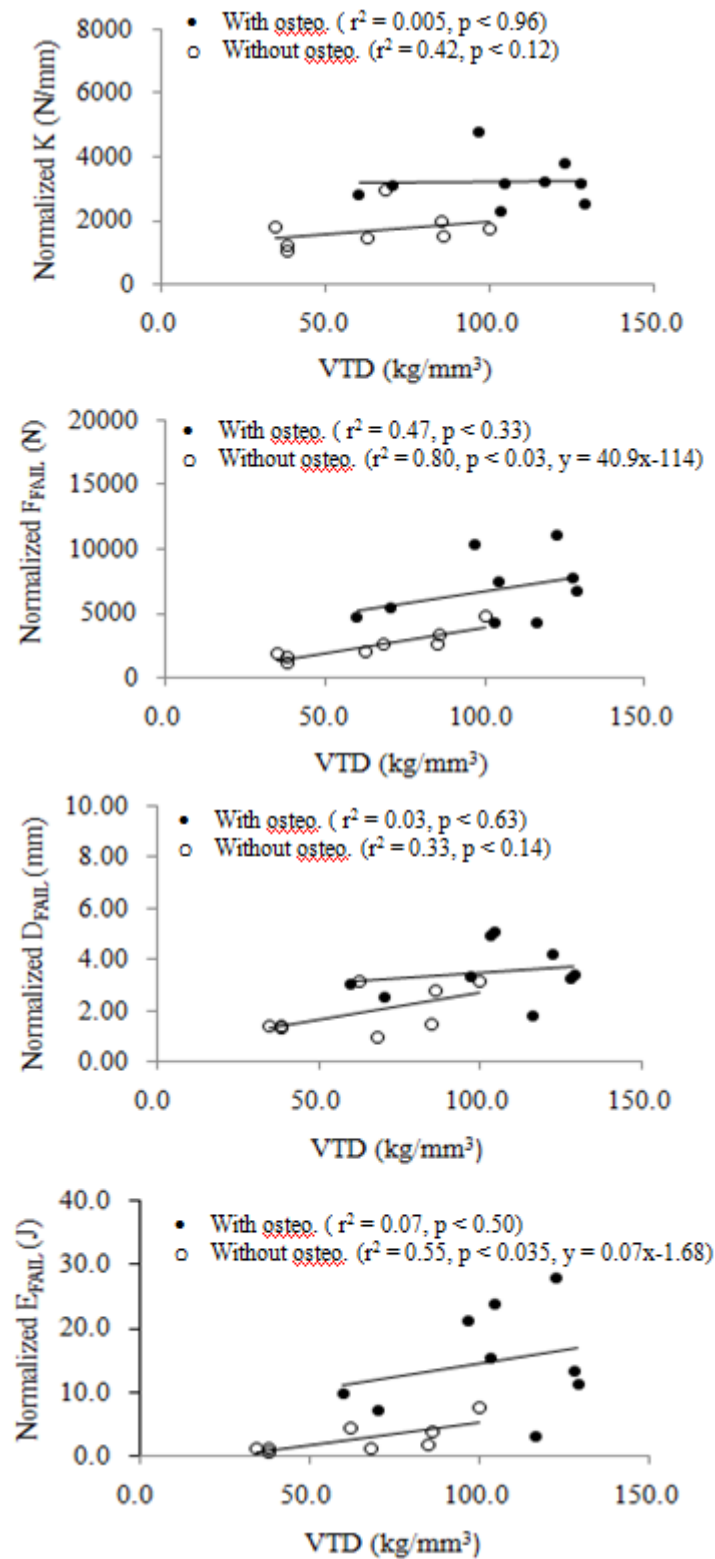 With osteo. ( r² = 0.005, p < 0.96)
Without osteo. (r² = 0.42, p < 0.12)
Normalized K (N/mm)
8000
6000
4000
2000
0
0.0 50.0 100.0 150.0
VTD (kg/mm³)
With osteo. ( r² = 0.47, p < 0.33)
Without osteo. (r² = 0.80, p < 0.03, y = 40.9x-114)
Normalized F_FAIL (N)
20000
15000
10000
5000
0
0.0 50.0 100.0 150.0
VTD (kg/mm³)
With osteo. ( r² = 0.03, p < 0.63)
Without osteo. (r² = 0.33, p < 0.14)
Normalized D_FAIL (mm)
10.00
8.00
6.00
4.00
2.00
0.00
0.0 50.0 100.0 150.0
VTD (kg/mm³)
With osteo. ( r² = 0.07, p < 0.50)
Without osteo. (r² = 0.55, p < 0.035, y = 0.07x-1.68)
Normalized E_FAIL (J)
40.0
30.0
20.0
10.0
0.0
0.0 50.0 100.0 150.0
VTD (kg/mm³)